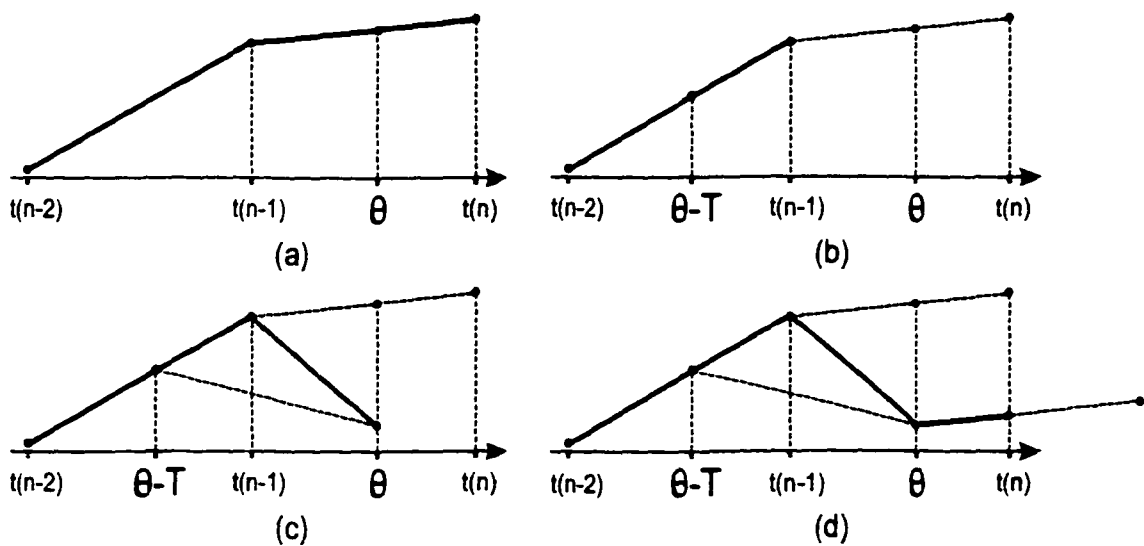 t(n-2) t(n-1) θ t(n)
(a)
t(n-2) θ-T t(n-1) θ t(n)
(b)
t(n-2) θ-T t(n-1) θ t(n)
(c)
t(n-2) θ-T t(n-1) θ t(n)
(d)